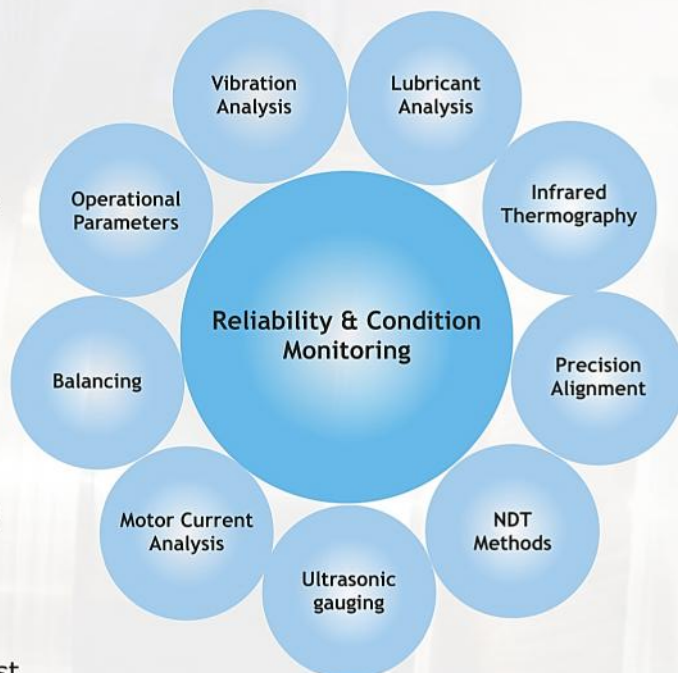 Vibration
Analysis
Lubricant
Analysis
Infrared
Thermography
Precision
Alignment
NDT
Methods
Ultrasonic
gauging
Motor Current
Analysis
Balancing
Operational
Parameters
Reliability & Condition
Monitoring